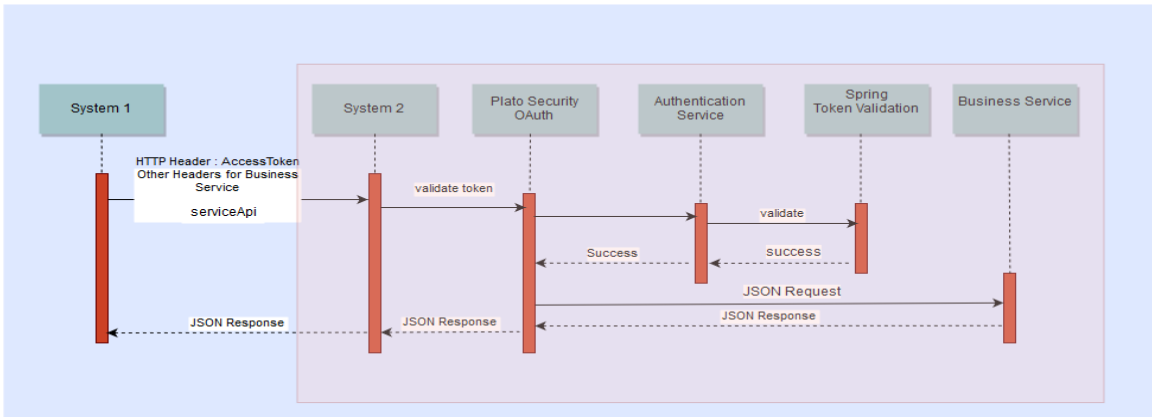 System 1
System 2
Plato Security
OAuth
Authentication
Service
Spring
Token Validation
Business Service
HTTP Header : AccessToken
Other Headers for Business
Service
serviceApi
validate token
validate
Success
success
JSON Request
JSON Response
JSON Response
JSON Response